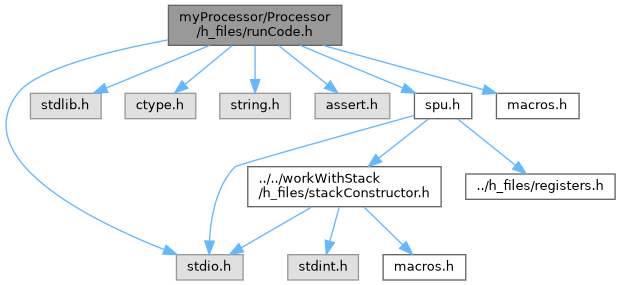 myProcessor/Processor
/h_files/runCode.h
stdlib.h
ctype.h
string.h
assert.h
spu.h
macros.h
../../workWithStack
/h_files/stackConstructor.h
../h_files/registers.h
stdio.h
stdint.h
macros.h